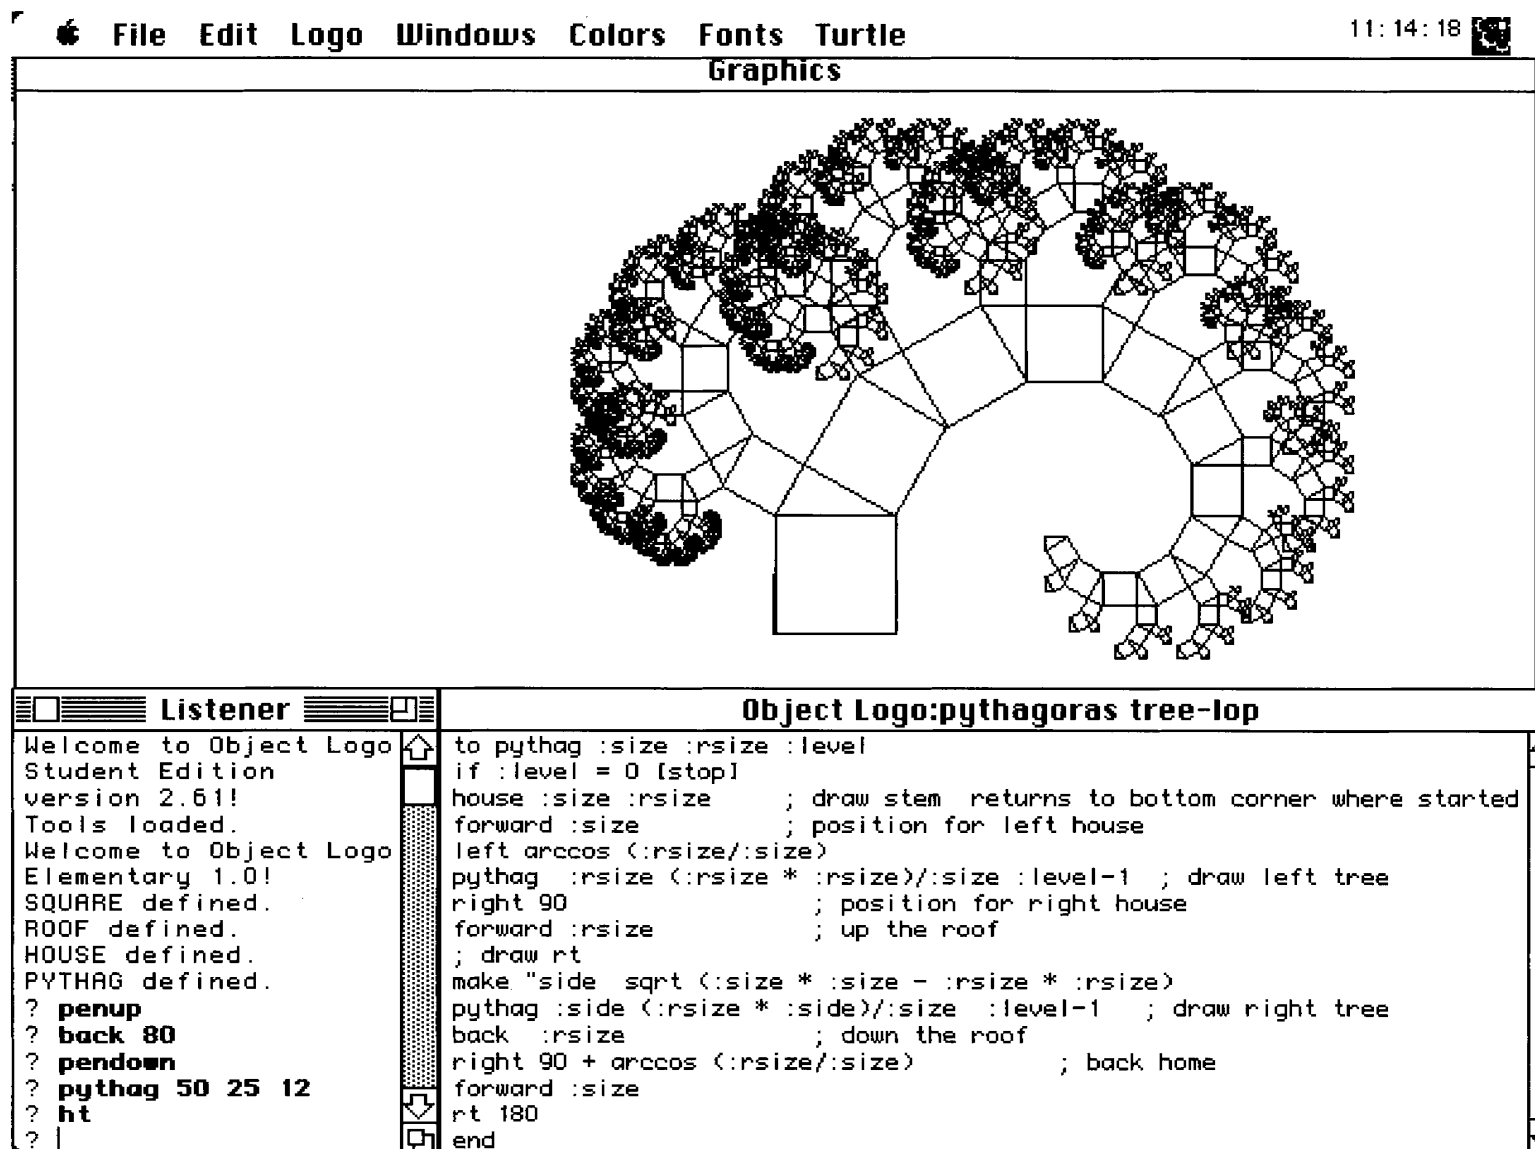 File Edit Logo Windows Colors Fonts Turtle 11:14:18
Graphics
Listener
Welcome to Object Logo
Student Edition
version 2.61!
Tools loaded.
Welcome to Object Logo
Elementary 1.0!
SQUARE defined.
ROOF defined.
HOUSE defined.
PYTHAG defined.
? penup
? back 80
? pendown
? pythag 50 25 12
? ht
?
Object Logo:pythagoras tree-lop
to pythag :size :rsize :level
if :level = 0 [stop]
house :size :rsize ; draw stem returns to bottom corner where started
forward :size ; position for left house
left arccos (:rsize/:size)
pythag :rsize (:rsize * :rsize)/:size :level-1 ; draw left tree
right 90 ; position for right house
forward :rsize ; up the roof
; draw rt
make "side sqrt (:size * :size - :rsize * :rsize)
pythag :side (:rsize * :side)/:size :level-1 ; draw right tree
back :rsize ; down the roof
right 90 + arccos (:rsize/:size) ; back home
forward :size
rt 180
end